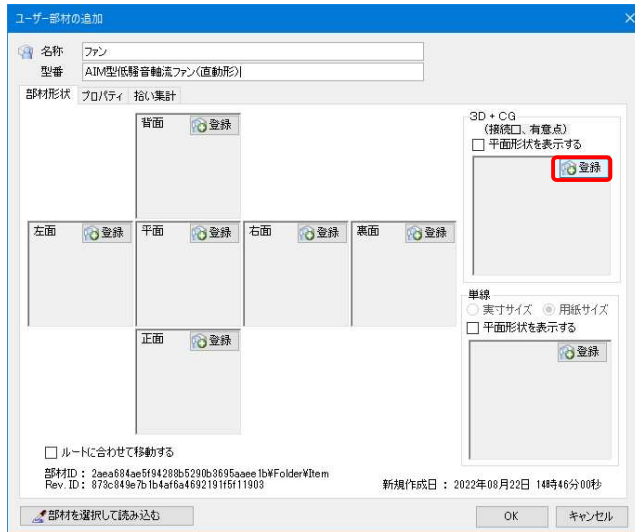 ユーザー部材の追加
名称 ファン
型番 AIM型低騒音軸流ファン(直動形)
部材形状 プロパティ 拾い集計
背面 登録
3D + CG
(接続口、有意点)
平面形状を表示する
登録
左面 登録 平面 登録 右面 登録 裏面 登録
単線
実寸サイズ 用紙サイズ
平面形状を表示する
正面 登録
登録
ルートに合わせて移動する
部材ID : 2aea684ae5f94288b5290b3695aaee1b¥Folder¥Item
Rev. ID : 873c849e7b1b4af6a4692191f5f11903 新規作成日 : 2022年08月22日 14時46分00秒
部材を選択して読み込む OK キャンセル